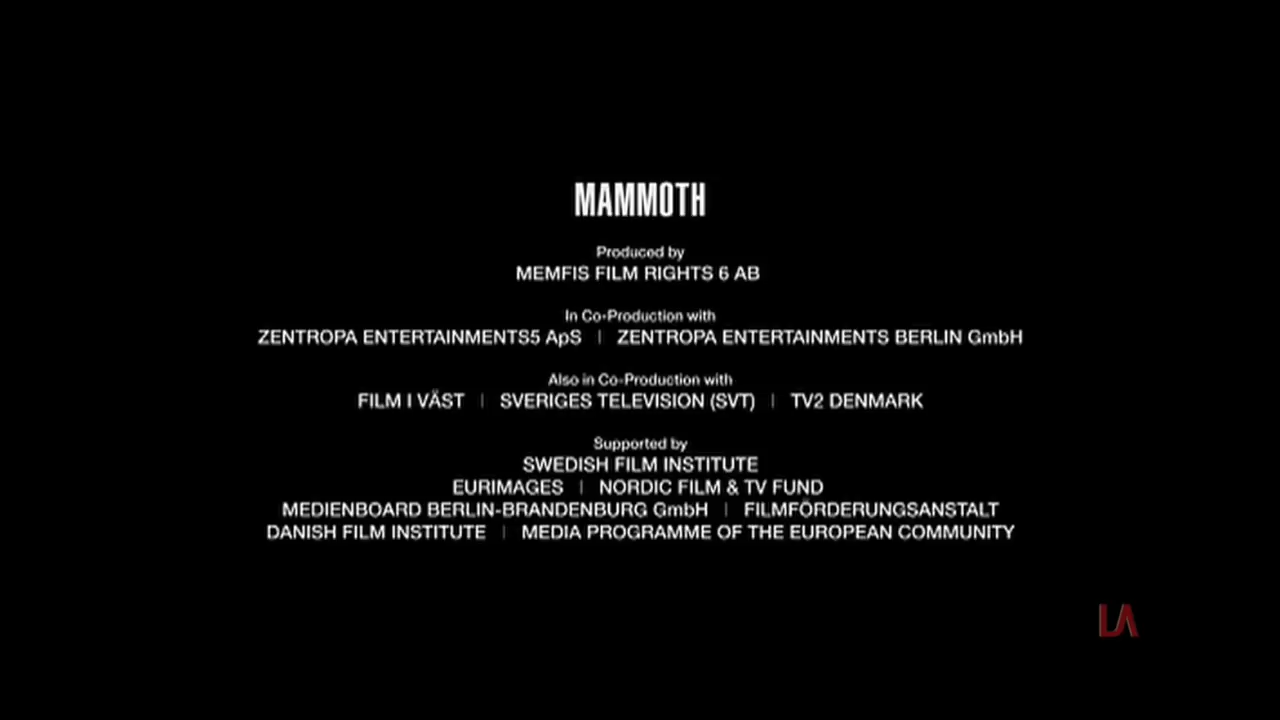 MAMMOTH
Produced by
MEMFIS FILM RIGHTS 6 AB
In Co-Production with
ZENTROPA ENTERTAINMENTS5 ApS | ZENTROPA ENTERTAINMENTS BERLIN GmbH
Also in Co-Production with
FILM I VÄST | SVERIGES TELEVISION (SVT) | TV2 DENMARK
Supported by
SWEDISH FILM INSTITUTE
EURIMAGES | NORDIC FILM & TV FUND
MEDIENBOARD BERLIN-BRANDENBURG GmbH | FILMFÖRDERUNGSANSTALT
DANISH FILM INSTITUTE | MEDIA PROGRAMME OF THE EUROPEAN COMMUNITY
LA